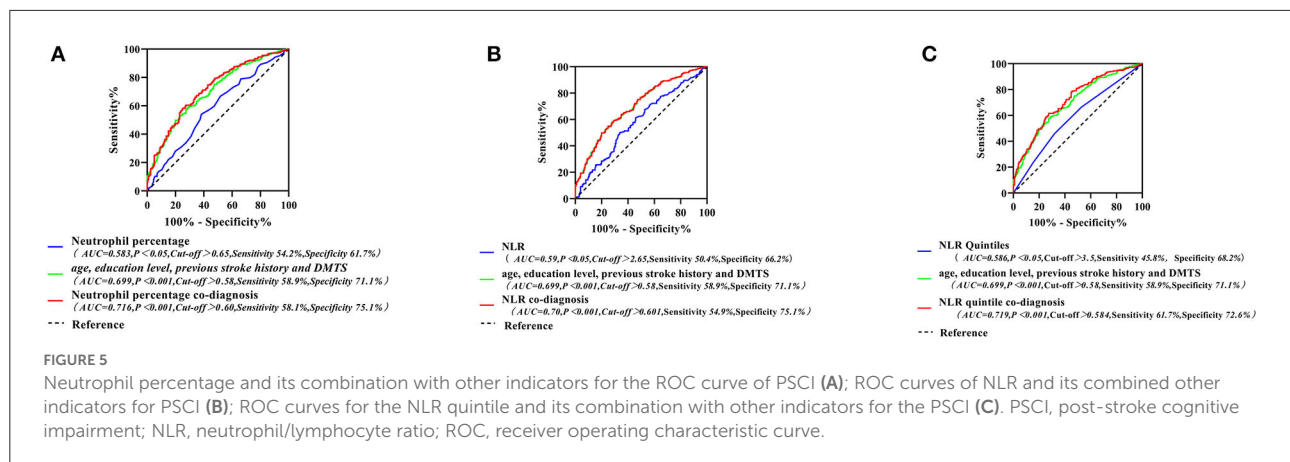 A
100
80
60
40
20
0
Sensitivity%
0 20 40 60 80 100
100% - Specificity%
Neutrophil percentage
( AUC=0.583,P <0.05,Cut-off>0.65,Sensitivity 54.2%,Specificity 61.7%)
age, education level, previous stroke history and DMTS
(AUC=0.699,P <0.001,Cut-off>0.58,Sensitivity 58.9%,Specificity 71.1%)
Neutrophil percentage co-diagnosis
(AUC=0.716,P <0.001,Cut-off>0.60,Sensitivity 58.1%,Specificity 75.1%)
Reference
B
100
80
60
40
20
0
Sensitivity%
0 20 40 60 80 100
100% - Specificity%
NLR
( AUC=0.59,P <0.05,Cut-off>2.65,Sensitivity 50.4%,Specificity 66.2%)
age, education level, previous stroke history and DMTS
(AUC=0.699,P <0.001,Cut-off>0.58,Sensitivity 58.9%,Specificity 71.1%)
NLR co-diagnosis
(AUC=0.70,P <0.001,Cut-off>0.601,Sensitivity 54.9%,Specificity 75.1%)
Reference
C
100
80
60
40
20
0
Sensitivity%
0 20 40 60 80 100
100% - Specificity%
NLR Quintiles
(AUC=0.586,P <0.05,Cut-off>3.5,Sensitivity 45.8%, Specificity 68.2%)
age, education level, previous stroke history and DMTS
(AUC=0.699,P <0.001,Cut-off>0.58,Sensitivity 58.9%,Specificity 71.1%)
NLR quintile co-diagnosis
(AUC=0.719,P <0.001,Cut-off>0.584,Sensitivity 61.7%,Specificity 72.6%)
Reference
FIGURE 5
Neutrophil percentage and its combination with other indicators for the ROC curve of PSCI (A); ROC curves of NLR and its combined other
indicators for PSCI (B); ROC curves for the NLR quintile and its combination with other indicators for the PSCI (C). PSCI, post-stroke cognitive
impairment; NLR, neutrophil/lymphocyte ratio; ROC, receiver operating characteristic curve.